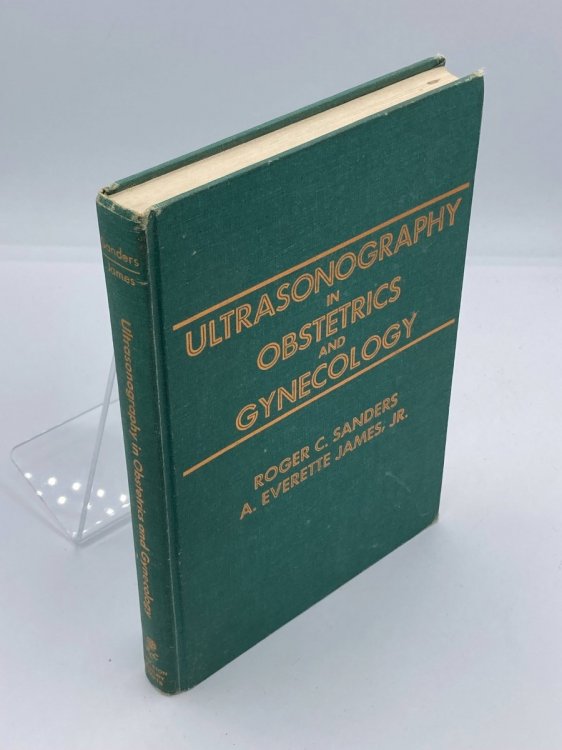 ULTRASONOGRAPHY
IN
OBSTETRICS
AND
GYNECOLOGY
ROGER C. SANDERS
A. EVERETTE JAMES, JR.
Sanders
James
Ultrasonography in Obstetrics and Gynecology